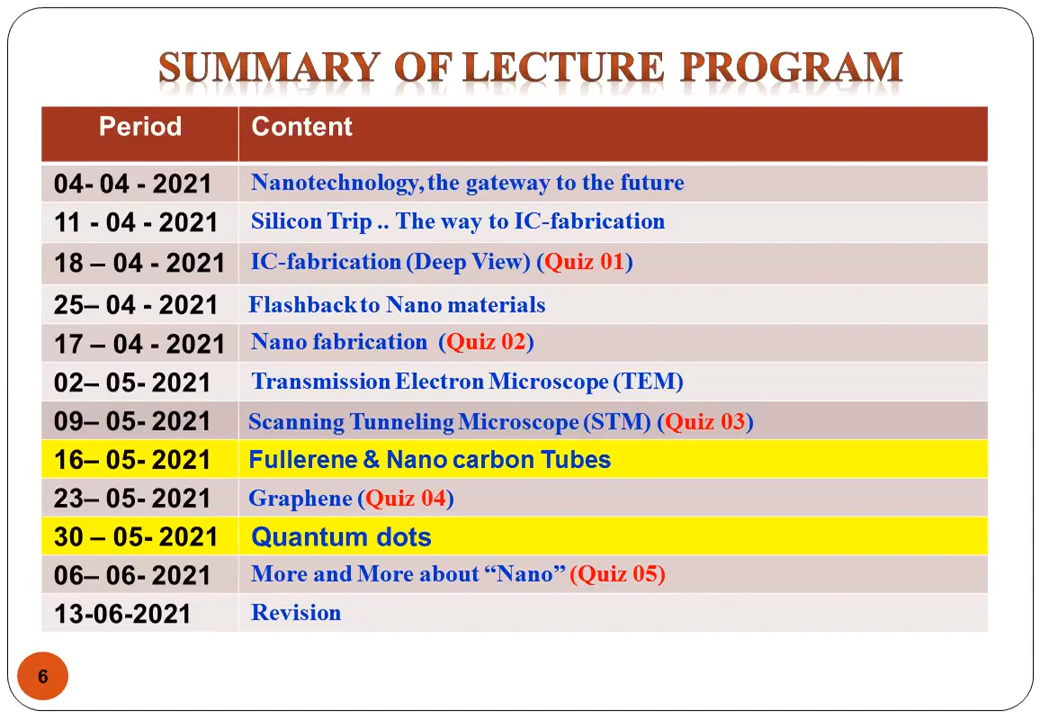 SUMMARY OF LECTURE PROGRAM
Period Content
04- 04 - 2021 Nanotechnology, the gateway to the future
11 - 04 - 2021 Silicon Trip .. The way to IC-fabrication
18 – 04 - 2021 IC-fabrication (Deep View) (Quiz 01)
25– 04 - 2021 Flashback to Nano materials
17 – 04 - 2021 Nano fabrication (Quiz 02)
02– 05- 2021 Transmission Electron Microscope (TEM)
09– 05- 2021 Scanning Tunneling Microscope (STM) (Quiz 03)
16– 05- 2021 Fullerene & Nano carbon Tubes
23– 05- 2021 Graphene (Quiz 04)
30 – 05- 2021 Quantum dots
06– 06- 2021 More and More about “Nano” (Quiz 05)
13-06-2021 Revision
6